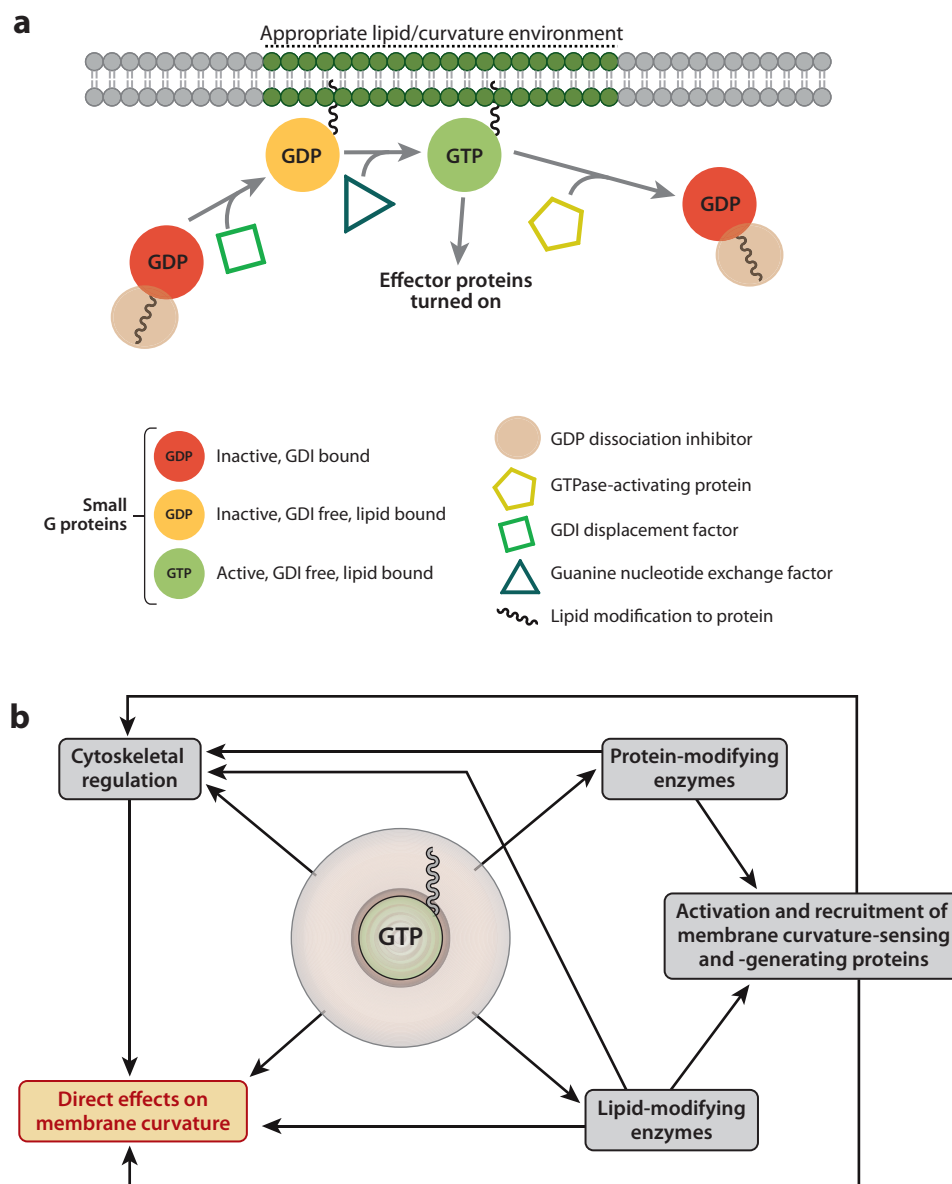 a
Appropriate lipid/curvature environment
GDP
GTP
GDP
GDP
Effector proteins
turned on
Small
G proteins
GDP
Inactive, GDI bound
GDP
Inactive, GDI free, lipid bound
GTP
Active, GDI free, lipid bound
GDP dissociation inhibitor
GTPase-activating protein
GDI displacement factor
Guanine nucleotide exchange factor
Lipid modification to protein
b
Cytoskeletal
regulation
Protein-modifying
enzymes
GTP
Activation and recruitment of
membrane curvature-sensing
and -generating proteins
Direct effects on
membrane curvature
Lipid-modifying
enzymes